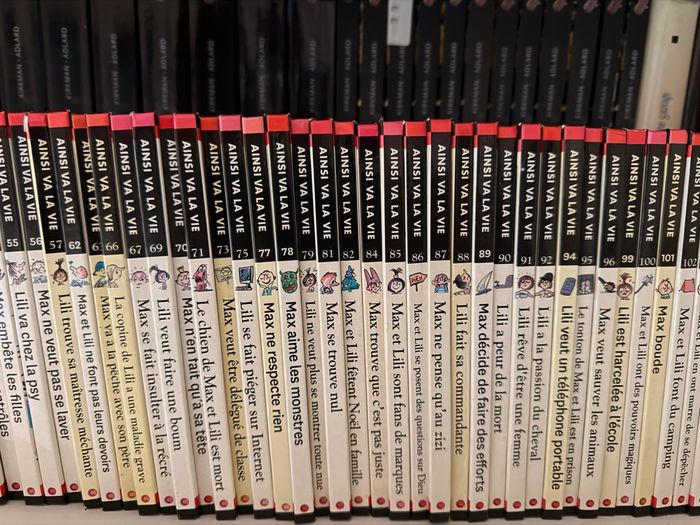 AINSI VA LA VIE 55 Lili va chez la psy
Max embête les filles
AINSI VA LA VIE 56
AINSI VA LA VIE 57 Max ne veut pas se laver
AINSI VA LA VIE 62 Lili trouve sa maîtresse méchante
AINSI VA LA VIE Max et Lili ne font pas leurs devoirs
AINSI VA LA VIE 66 Max va à la pêche avec son père
AINSI VA LA VIE 67 La copine de Lili a une maladie grave
AINSI VA LA VIE 69 Max se fait insulter à la récré
AINSI VA LA VIE 70 Lili veut faire une boum
AINSI VA LA VIE 71 Max n'en fait qu'à sa tête
Le chien de Max et Lili est mort
AINSI VA LA VIE 73 Max veut être délégué de classe
AINSI VA LA VIE 75 Lili se fait piéger sur Internet
AINSI VA LA VIE 77 Max ne respecte rien
AINSI VA LA VIE 78 Max aime les monstres
AINSI VA LA VIE 79 Lili ne veut plus se montrer toute nue
AINSI VA LA VIE 81 Max se trouve nul
AINSI VA LA VIE 82 Max et Lili fêtent Noël en famille
AINSI VA LA VIE 84 Max trouve que c'est pas juste
AINSI VA LA VIE 85 Max et Lili sont fans de marques
AINSI VA LA VIE 86 Max et Lili se posent des questions sur Dieu
AINSI VA LA VIE 87 Max ne pense qu'au zizi
AINSI VA LA VIE 88 Lili fait sa commandante
AINSI VA LA VIE 89 Max décide de faire des efforts
AINSI VA LA VIE 90 Lili a peur de la mort
AINSI VA LA VIE 91 Lili rêve d'être une femme
AINSI VA LA VIE 92 Lili a la passion du cheval
AINSI VA LA VIE 94 Lili veut un téléphone portable
AINSI VA LA VIE 95 Le tonton de Max et Lili est en prison
AINSI VA LA VIE 96 Max veut sauver les animaux
AINSI VA LA VIE 99 Lili est harcelée à l'école
AINSI VA LA VIE 100 Max et Lili ont des pouvoirs magiques
AINSI VA LA VIE 101 Max boude
AINSI VA LA VIE 102 Max et Lili font du camping